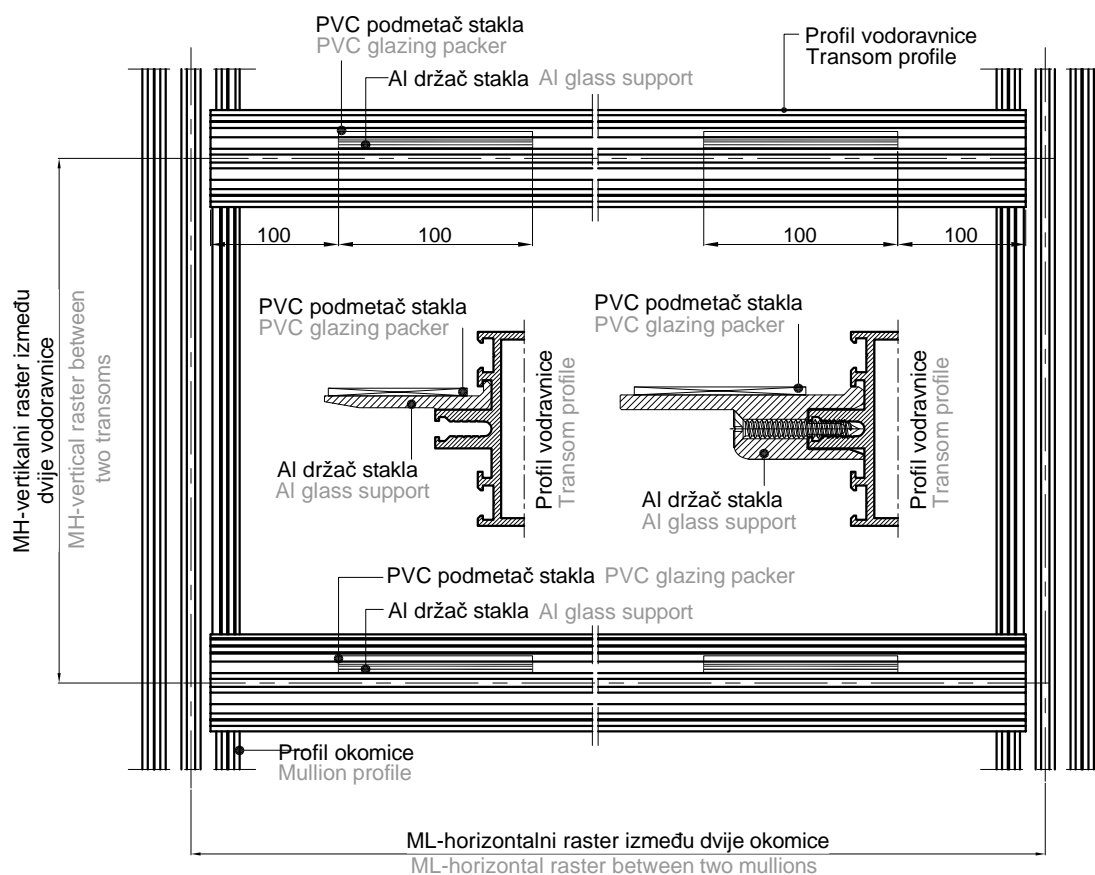 PVC podmetač stakla
PVC glazing packer
Al držač stakla Al glass support
Profil vodoravnice
Transom profile
100
100
100
100
MH-vertikalni raster između
dvije vodoravnice
MH-vertical raster between
two transoms
PVC podmetač stakla
PVC glazing packer
Al držač stakla
Al glass support
Profil vodravnice
Transom profile
PVC podmetač stakla
PVC glazing packer
Al držač stakla
Al glass support
Profil vodravnice
Transom profile
PVC podmetač stakla PVC glazing packer
Al držač stakla Al glass support
Profil okomice
Mullion profile
ML-horizontalni raster između dvije okomice
ML-horizontal raster between two mullions